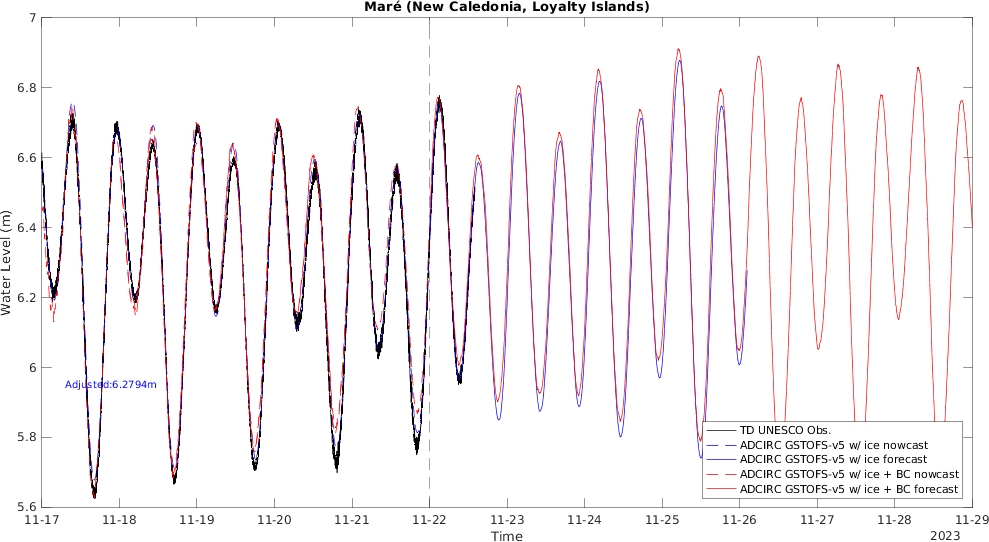 Maré (New Caledonia, Loyalty Islands)
7
6.8
6.6
6.4
6.2
6
5.8
5.6
Water Level (m)
Adjusted:6.2794m
TD UNESCO Obs.
ADCIRC GSTOFS-v5 w/ ice nowcast
ADCIRC GSTOFS-v5 w/ ice forecast
ADCIRC GSTOFS-v5 w/ ice + BC nowcast
ADCIRC GSTOFS-v5 w/ ice + BC forecast
11-17 11-18 11-19 11-20 11-21 11-22 11-23 11-24 11-25 11-26 11-27 11-28 11-29
Time
2023